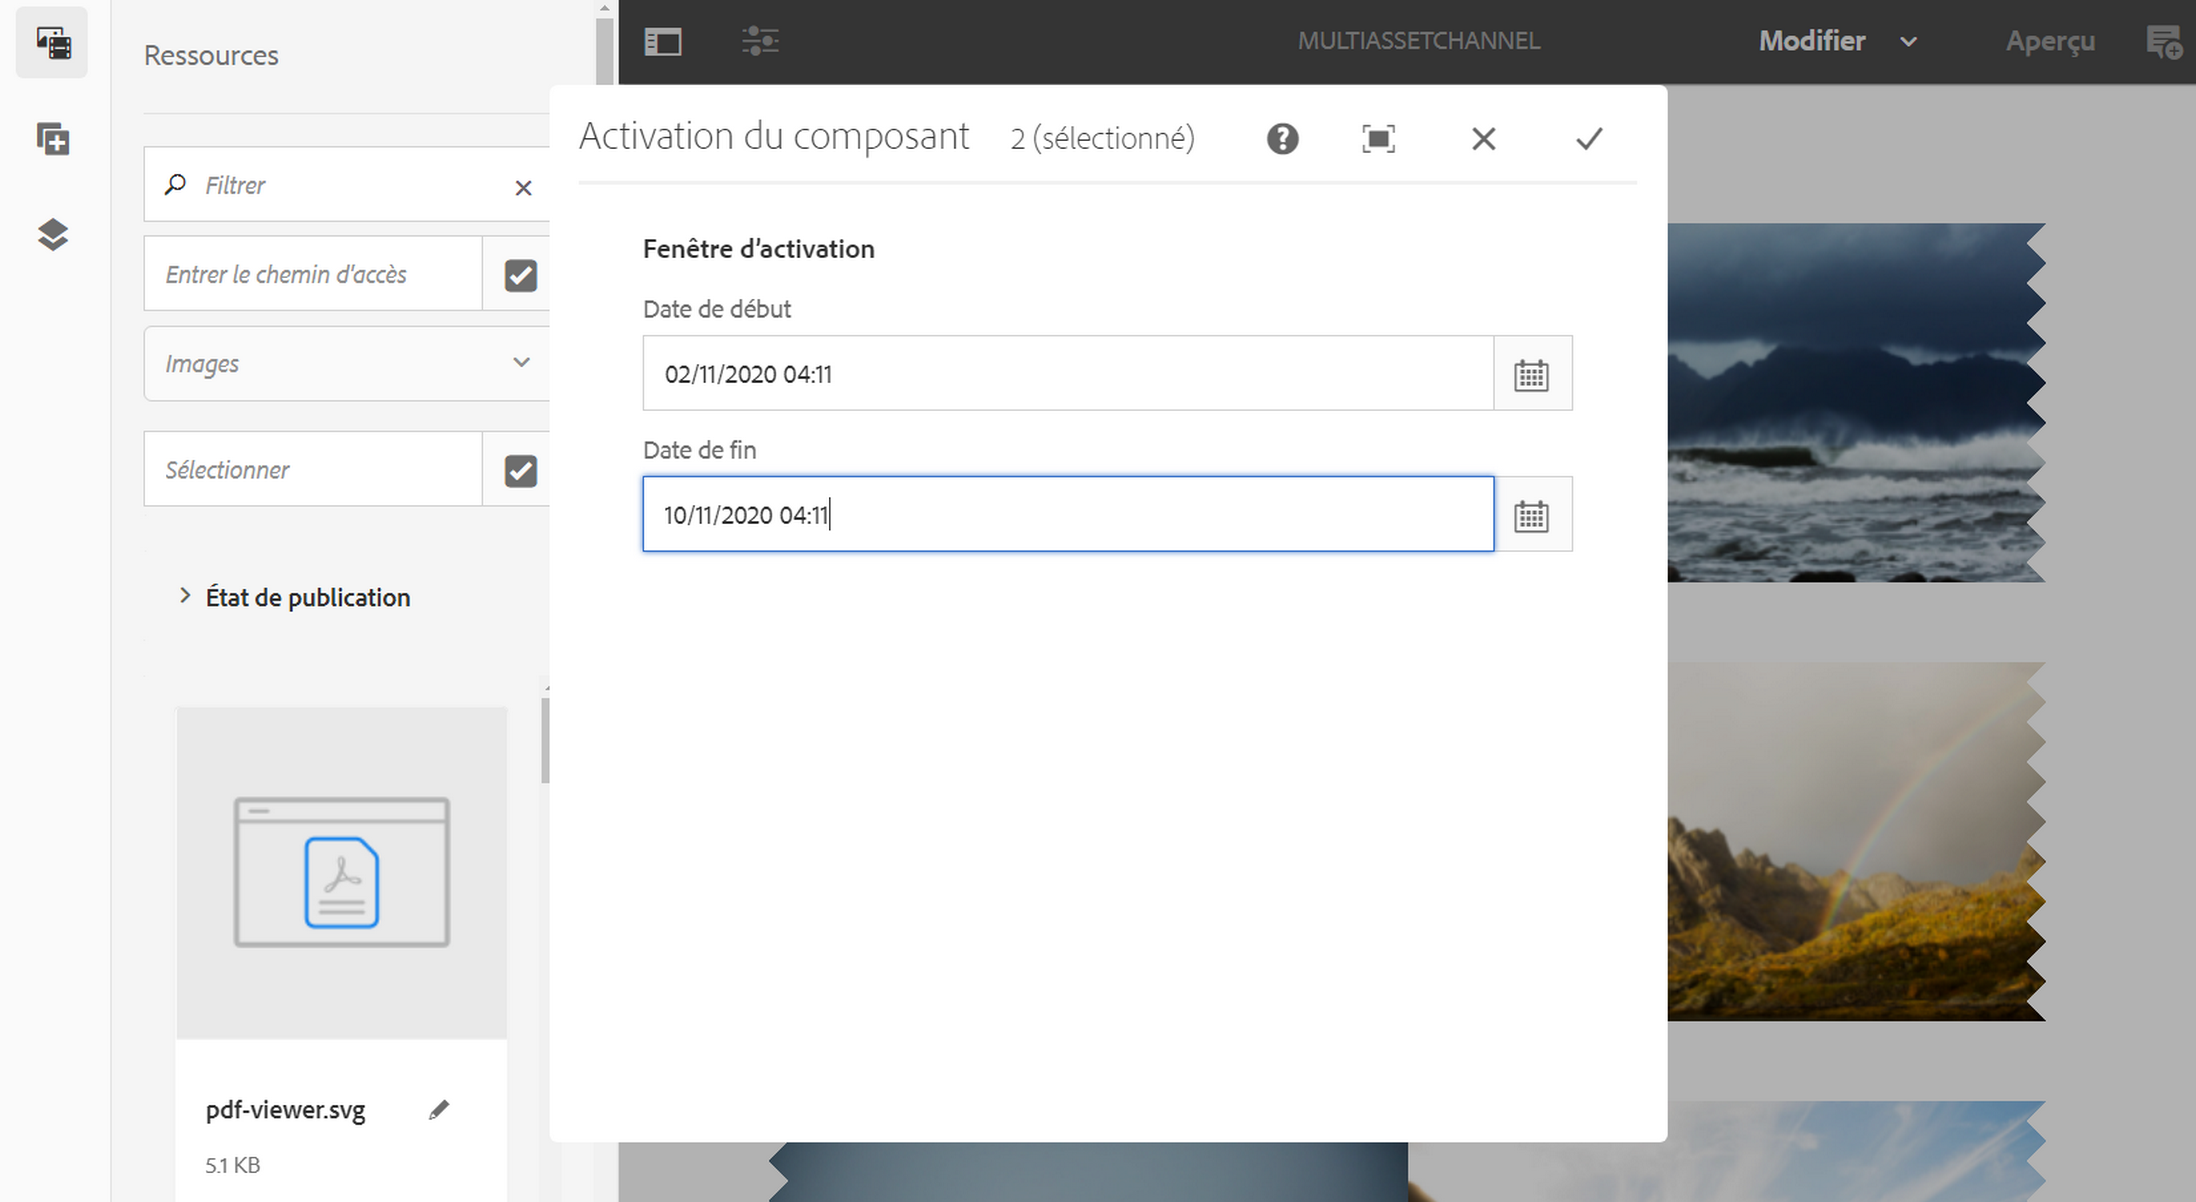 Ressources
MULTIASSETCHANNEL
Modifier
Aperçu
Filtrer
Entrer le chemin d'accès
Images
Sélectionner
État de publication
pdf-viewer.svg
5.1 KB
Activation du composant 2 (sélectionné)
Fenêtre d’activation
Date de début
02/11/2020 04:11
Date de fin
10/11/2020 04:11